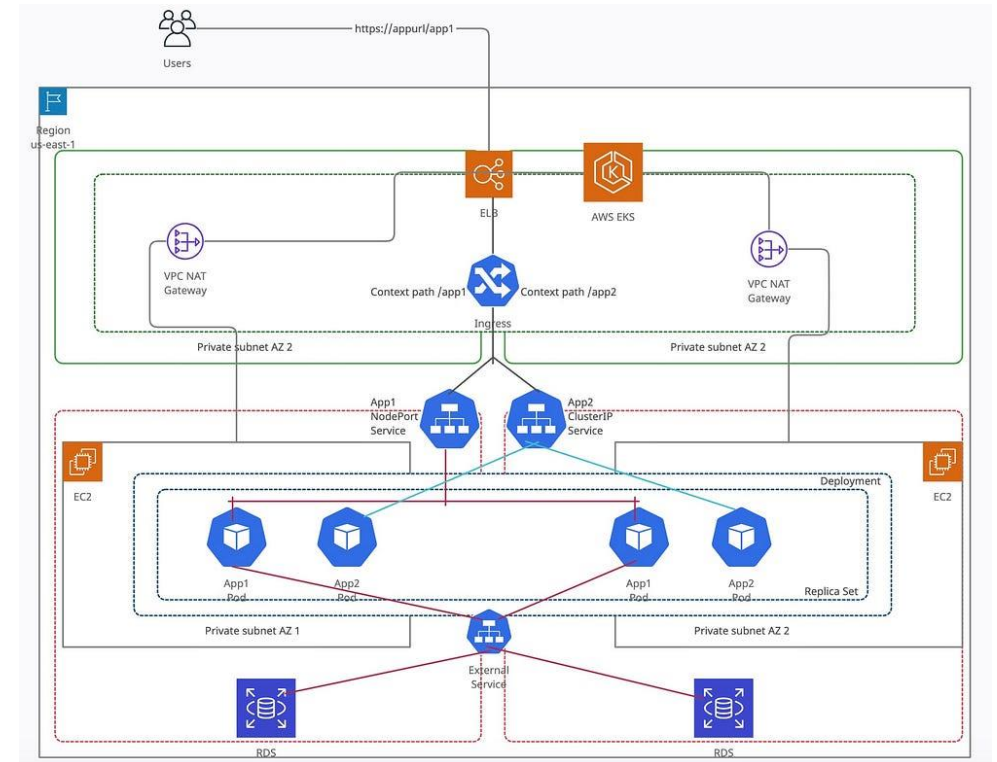 https://appurl/app1
Users
Region
us-east-1
ELB
AWS EKS
VPC NAT
Gateway
VPC NAT
Gateway
Context path /app1
Context path /app2
Ingress
Private subnet AZ 2
Private subnet AZ 2
App1
NodePort
Service
App2
ClusterIP
Service
EC2
EC2
Deployment
App1
Pod
App2
Pod
App1
Pod
App2
Pod
Replica Set
Private subnet AZ 1
Private subnet AZ 2
External
Service
RDS
RDS